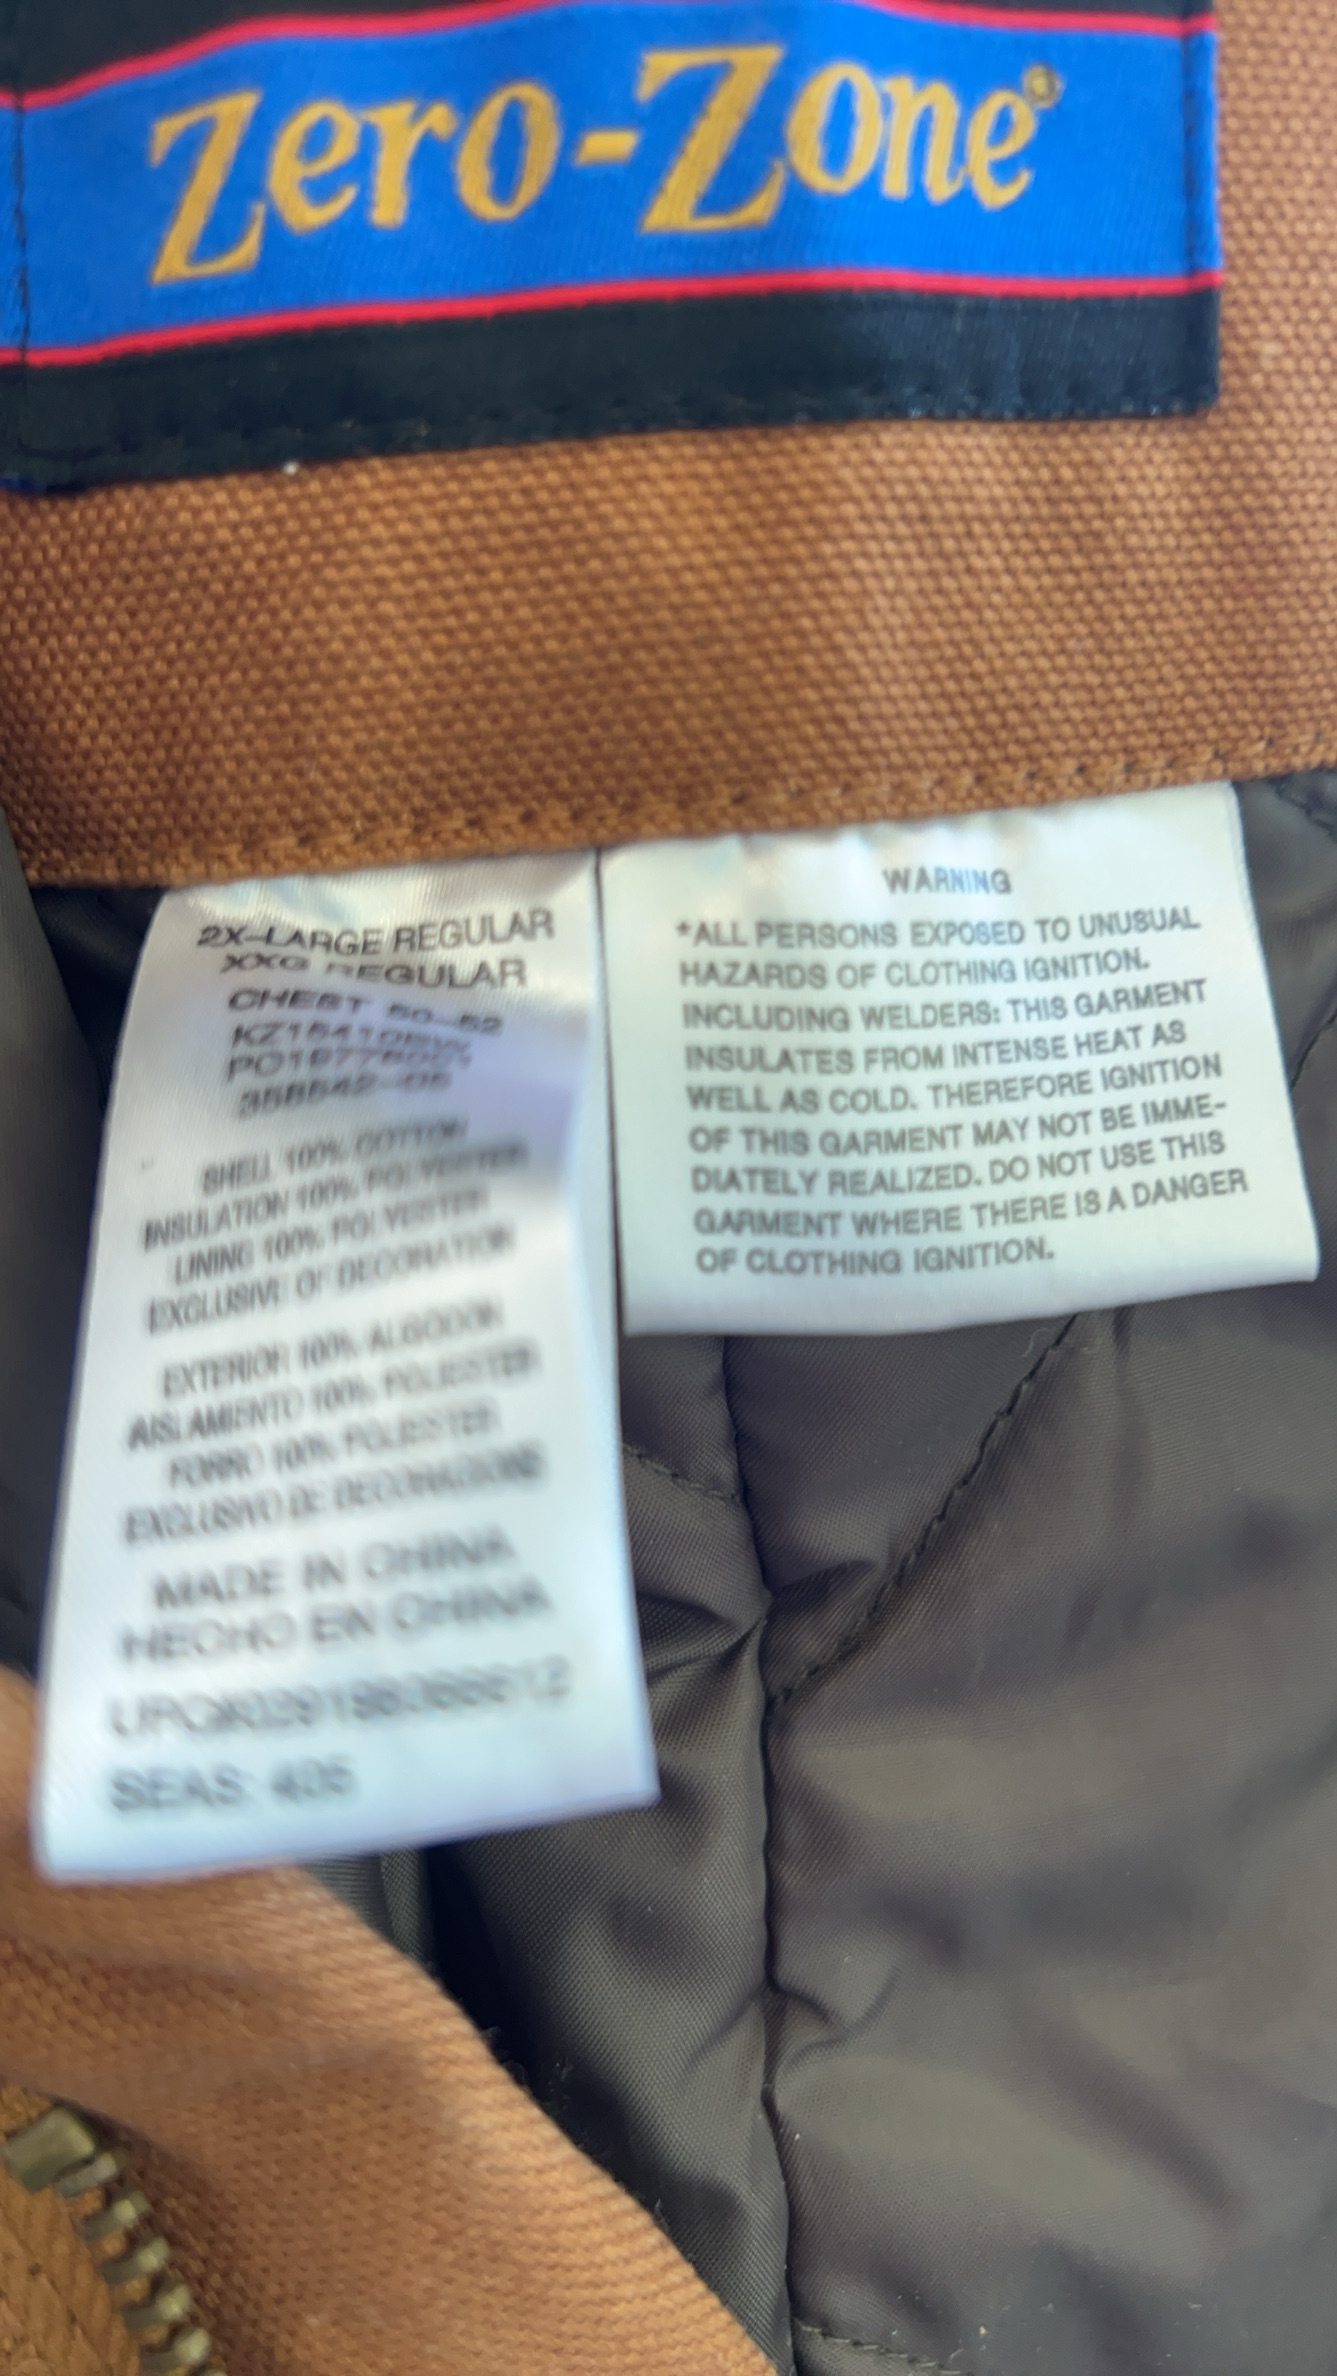 Zero-Zone®
2X-LARGE REGULAR
XXG REGULAR
CHEST 50-52
358542-05
SHELL 100% COTTON
INSULATION 100% POLYESTER
LINING 100% POLYESTER
EXCLUSIVE OF DECORATION
EXTERIOR 100% ALGODON
AISLAMIENTO 100% POLIESTER
FORRO 100% POLIESTER
EXCLUSIVO DE DECORACIONES
MADE IN CHINA
HECHO EN CHINA
SEAS: 405
WARNING
*ALL PERSONS EXPOSED TO UNUSUAL
HAZARDS OF CLOTHING IGNITION.
INCLUDING WELDERS: THIS GARMENT
INSULATES FROM INTENSE HEAT AS
WELL AS COLD. THEREFORE IGNITION
OF THIS GARMENT MAY NOT BE IMME-
DIATELY REALIZED. DO NOT USE THIS
GARMENT WHERE THERE IS A DANGER
OF CLOTHING IGNITION.